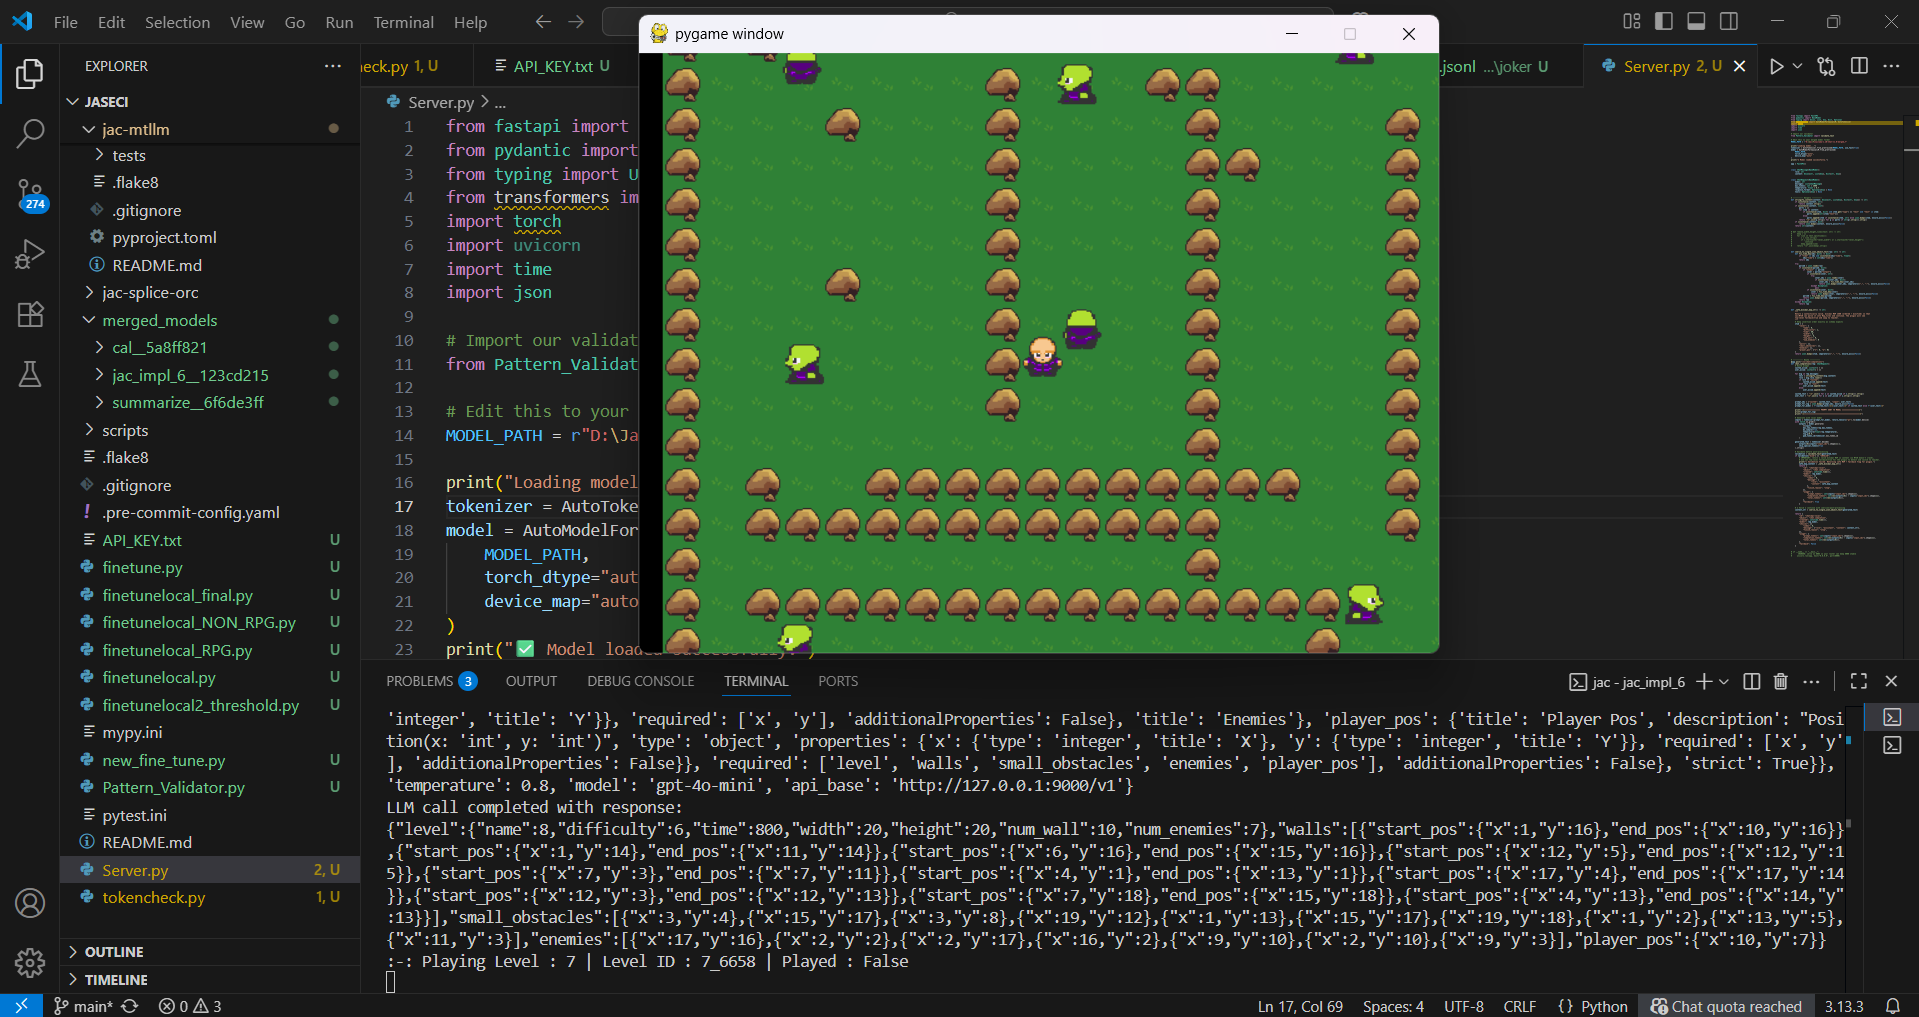 File Edit Selection View Go Run Terminal Help
pygame window
EXPLORER
JASECI
jac-mtllm
tests
.flake8
.gitignore
pyproject.toml
README.md
jac-splice-orc
merged_models
cal__5a8ff821
jac_impl_6__123cd215
summarize__6f6de3ff
scripts
.flake8
.gitignore
.pre-commit-config.yaml
API_KEY.txt U
finetune.py U
finetunelocal_final.py U
finetunelocal_NON_RPG.py U
finetunelocal_RPG.py U
finetunelocal.py U
finetunelocal2_threshold.py U
mypy.ini
new_fine_tune.py U
Pattern_Validator.py U
pytest.ini
README.md
Server.py 2, U
tokencheck.py 1, U
OUTLINE
TIMELINE
274
eck.py 1, U
API_KEY.txt U
.jsonl ...\joker U
Server.py 2, U
Server.py > ...
1 from fastapi import
2 from pydantic import
3 from typing import U
4 from transformers im
5 import torch
6 import uvicorn
7 import time
8 import json
9
10 # Import our validat
11 from Pattern_Validat
12
13 # Edit this to your
14 MODEL_PATH = r"D:\Ja
15
16 print("Loading model
17 tokenizer = AutoToke
18 model = AutoModelFor
19 MODEL_PATH,
20 torch_dtype="aut
21 device_map="auto
22 )
23 print("✅ Model loaded successfully.")
PROBLEMS 3 OUTPUT DEBUG CONSOLE TERMINAL PORTS
jac - jac_impl_6
'integer', 'title': 'Y'}}, 'required': ['x', 'y'], 'additionalProperties': False}, 'title': 'Enemies'}, 'player_pos': {'title': 'Player Pos', 'description': "Posi
tion(x: 'int', y: 'int')", 'type': 'object', 'properties': {'x': {'type': 'integer', 'title': 'X'}, 'y': {'type': 'integer', 'title': 'Y'}}, 'required': ['x', 'y'
], 'additionalProperties': False}}, 'required': ['level', 'walls', 'small_obstacles', 'enemies', 'player_pos'], 'additionalProperties': False}, 'strict': True}},
'temperature': 0.8, 'model': 'gpt-4o-mini', 'api_base': 'http://127.0.0.1:9000/v1'}
LLM call completed with response:
{"level":{"name":8,"difficulty":6,"time":800,"width":20,"height":20,"num_wall":10,"num_enemies":7},"walls":[{"start_pos":{"x":1,"y":16},"end_pos":{"x":10,"y":16}}
,{"start_pos":{"x":1,"y":14},"end_pos":{"x":11,"y":14}},{"start_pos":{"x":6,"y":16},"end_pos":{"x":15,"y":16}},{"start_pos":{"x":12,"y":5},"end_pos":{"x":12,"y":1
5}},{"start_pos":{"x":7,"y":3},"end_pos":{"x":7,"y":11}},{"start_pos":{"x":4,"y":1},"end_pos":{"x":13,"y":1}},{"start_pos":{"x":17,"y":4},"end_pos":{"x":17,"y":14
}},{"start_pos":{"x":12,"y":3},"end_pos":{"x":12,"y":13}},{"start_pos":{"x":7,"y":18},"end_pos":{"x":15,"y":18}},{"start_pos":{"x":4,"y":13},"end_pos":{"x":14,"y"
:13}}],"small_obstacles":[{"x":3,"y":4},{"x":15,"y":17},{"x":3,"y":8},{"x":19,"y":12},{"x":1,"y":13},{"x":15,"y":17},{"x":19,"y":18},{"x":1,"y":2},{"x":13,"y":5},
{"x":11,"y":3}],"enemies":[{"x":17,"y":16},{"x":2,"y":2},{"x":2,"y":17},{"x":16,"y":2},{"x":9,"y":10},{"x":2,"y":10},{"x":9,"y":3}],"player_pos":{"x":10,"y":7}}
:-: Playing Level : 7 | Level ID : 7_6658 | Played : False
main* 0 3 Ln 17, Col 69 Spaces: 4 UTF-8 CRLF {} Python Chat quota reached 3.13.3